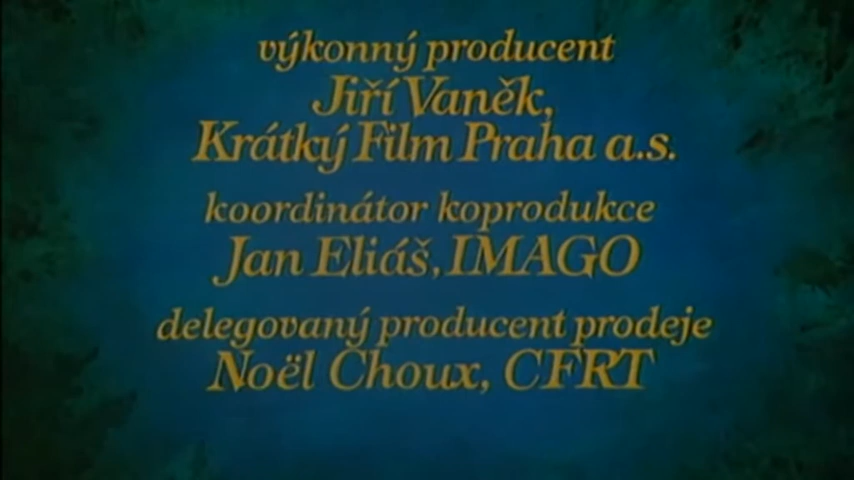 výkonný producent
Jiří Vaněk,
Krátký Film Praha a.s.
koordinátor koprodukce
Jan Eliáš, IMAGO
delegovaný producent prodeje
Noël Choux, CFRT